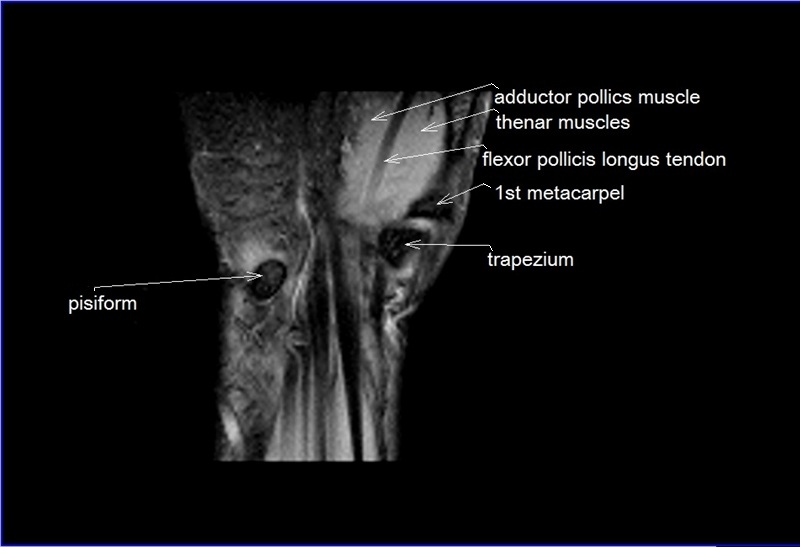 adductor pollics muscle
thenar muscles
flexor pollicis longus tendon
1st metacarpel
trapezium
pisiform